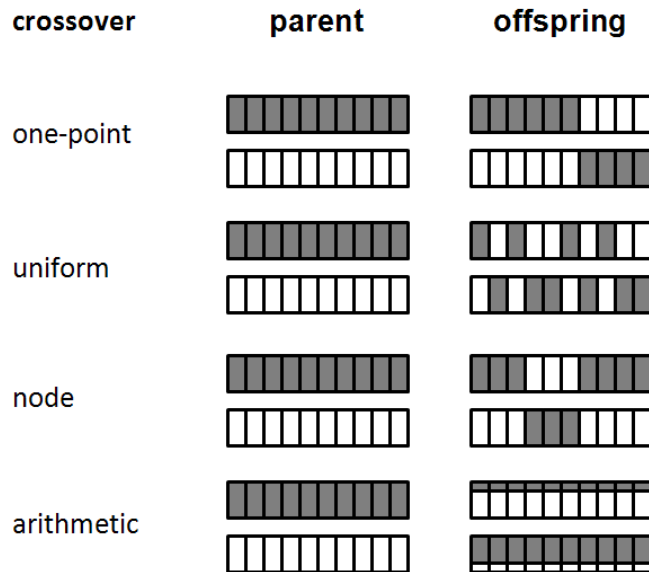 crossover parent offspring
one-point
uniform
node
arithmetic